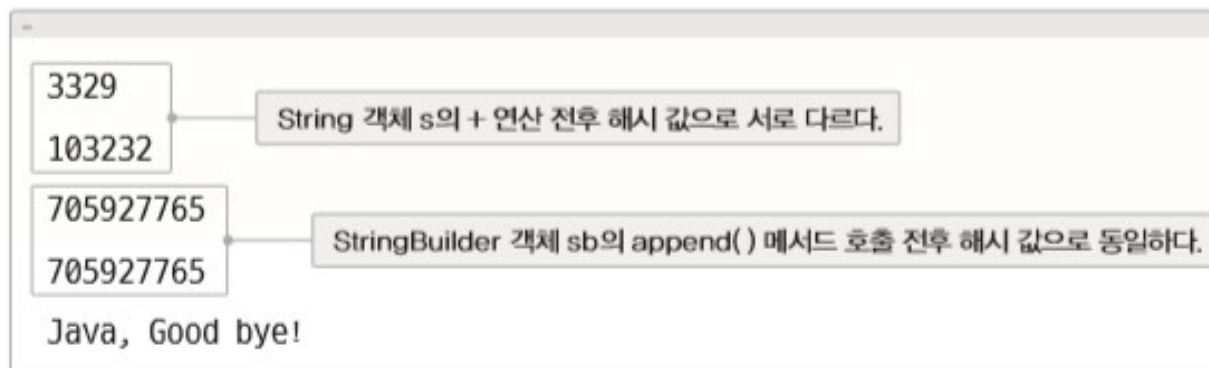 3329
String 객체 s의 + 연산 전후 해시 값으로 서로 다르다.
103232
705927765
StringBuilder 객체 sb의 append( ) 메서드 호출 전후 해시 값으로 동일하다.
705927765
Java, Good bye!